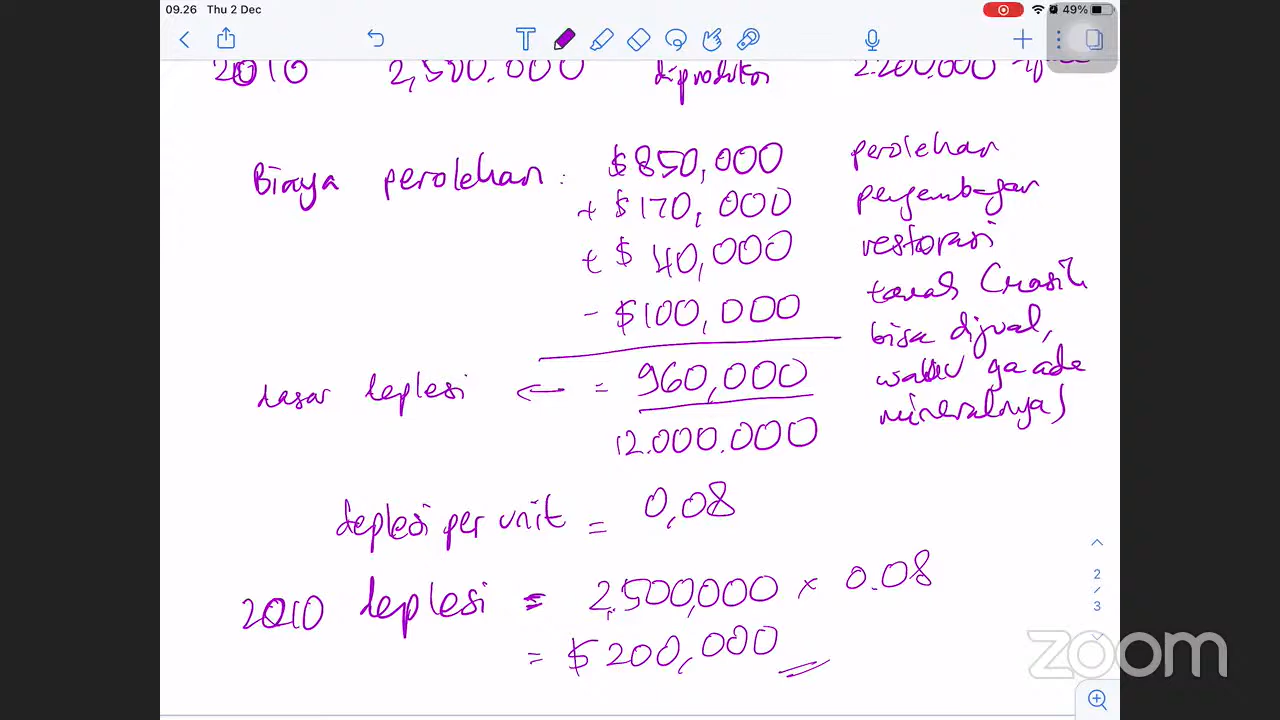 09.26 Thu 2 Dec
49%
2010 2,500.000 diproduksi 2.200.000
Biaya perolehan : $850,000 perolehan
+ $170,000 pengembangan
+ $40,000 restorasi
- $100,000 tanah (masih
bisa dijual,
dasar deplesi ← = 960,000 walau ga ada
12.000.000 mineralnya)
deplesi per unit = 0,08
2010 deplesi = 2,500,000 × 0.08
= $200,000
2
/
3
zoom